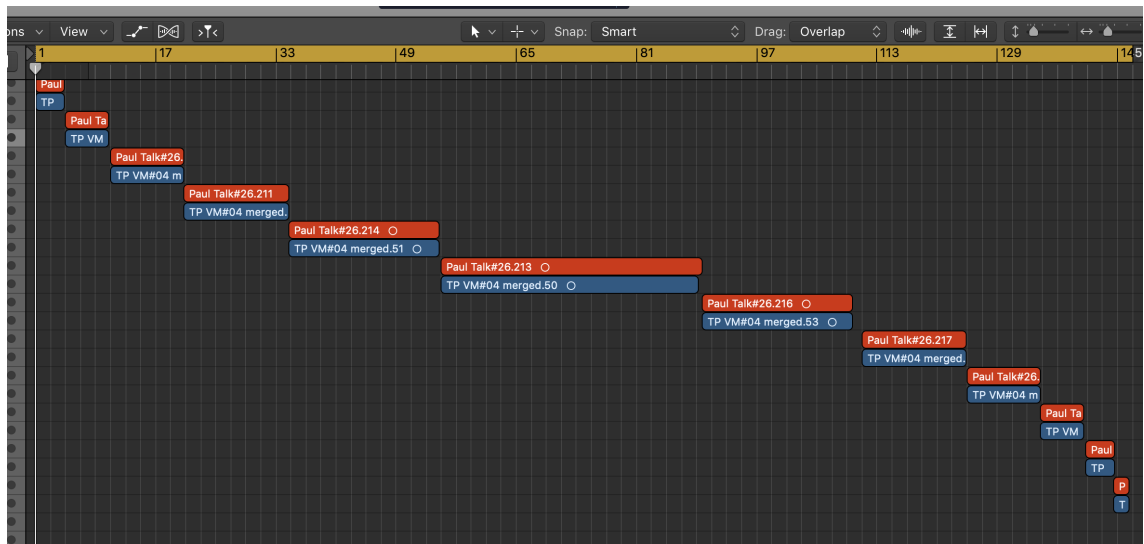 ons View Snap: Smart Drag: Overlap
1 17 33 49 65 81 97 113 129 145
Paul
TP
Paul Ta
TP VM
Paul Talk#26.
TP VM#04 m
Paul Talk#26.211
TP VM#04 merged.
Paul Talk#26.214
TP VM#04 merged.51
Paul Talk#26.213
TP VM#04 merged.50
Paul Talk#26.216
TP VM#04 merged.53
Paul Talk#26.217
TP VM#04 merged.
Paul Talk#26.
TP VM#04 m
Paul Ta
TP VM
Paul
TP
P
T